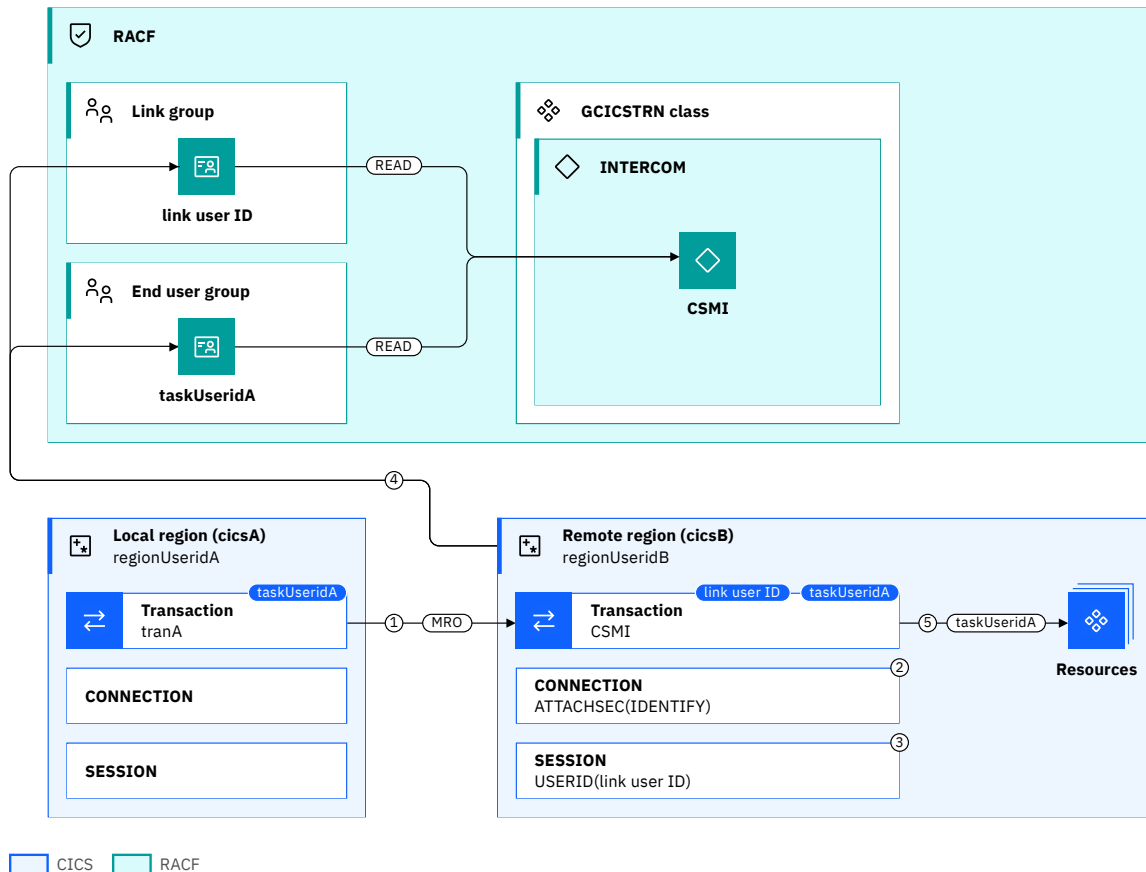 RACF
Link group
link user ID
READ
End user group
taskUseridA
READ
GCICSTRN class
INTERCOM
CSMI
4
Local region (cicsA)
regionUseridA
taskUseridA
Transaction
tranA
CONNECTION
SESSION
1
MRO
Remote region (cicsB)
regionUseridB
link user ID
taskUseridA
Transaction
CSMI
2
CONNECTION
ATTACHSEC(IDENTIFY)
3
SESSION
USERID(link user ID)
5
taskUseridA
Resources
CICS
RACF